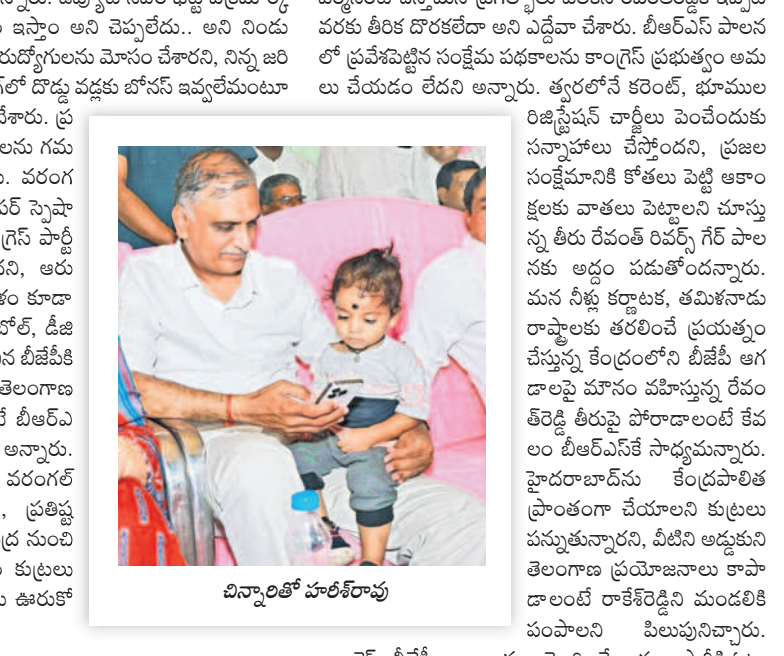 ఇస్తాం అని చెప్పలేదు.. అని నిండు
రుద్యోగులను మోసం చేశారని, నిన్న జరి
లో దొడ్డు వడ్లకు బోనస్ ఇవ్వలేమంటూ
శారు. ప్ర
లను గమ
. వరంగ
పర్ స్పెషా
గ్రెస్ పార్టీ
దని, ఆరు
ళం కూడా
బోల్, డీజి
న బీజేపీకి
తెలంగాణ
బీఆర్ఎ
అన్నారు.
వరంగల్
, ప్రతిష్ట
ద్ర నుంచి
కుట్రలు
ఊరుకో
చిన్నారితో హరీశ్‌రావు
వరకు తీరిక దొరకలేదా అని ఎద్దేవా చేశారు. బీఆర్ఎస్ పాలన
లో ప్రవేశపెట్టిన సంక్షేమ పథకాలను కాంగ్రెస్ ప్రభుత్వం అమ
లు చేయడం లేదని అన్నారు. త్వరలోనే కరెంట్, భూముల
రిజిస్ట్రేషన్ చార్జీలు పెంచేందుకు
సన్నాహాలు చేస్తోందని, ప్రజల
సంక్షేమానికి కోతలు పెట్టి ఆకాం
క్షలకు వాతలు పెట్టాలని చూస్తు
న్న తీరు రేవంత్ రివర్స్ గేర్ పాల
నకు అద్దం పడుతోందన్నారు.
మన నీళ్లు కర్ణాటక, తమిళనాడు
రాష్ట్రాలకు తరలించే ప్రయత్నం
చేస్తున్న కేంద్రంలోని బీజేపీ ఆగ
డాలపై మౌనం వహిస్తున్న రేవం
త్‌రెడ్డి తీరుపై పోరాడాలంటే కేవ
లం బీఆర్ఎస్‌కే సాధ్యమన్నారు.
హైదరాబాద్‌ను కేంద్రపాలిత
ప్రాంతంగా చేయాలని కుట్రలు
పన్నుతున్నారని, వీటిని అడ్డుకుని
తెలంగాణ ప్రయోజనాలు కాపా
డాలంటే రాకేశ్‌రెడ్డిని మండలికి
పంపాలని పిలుపునిచ్చారు.